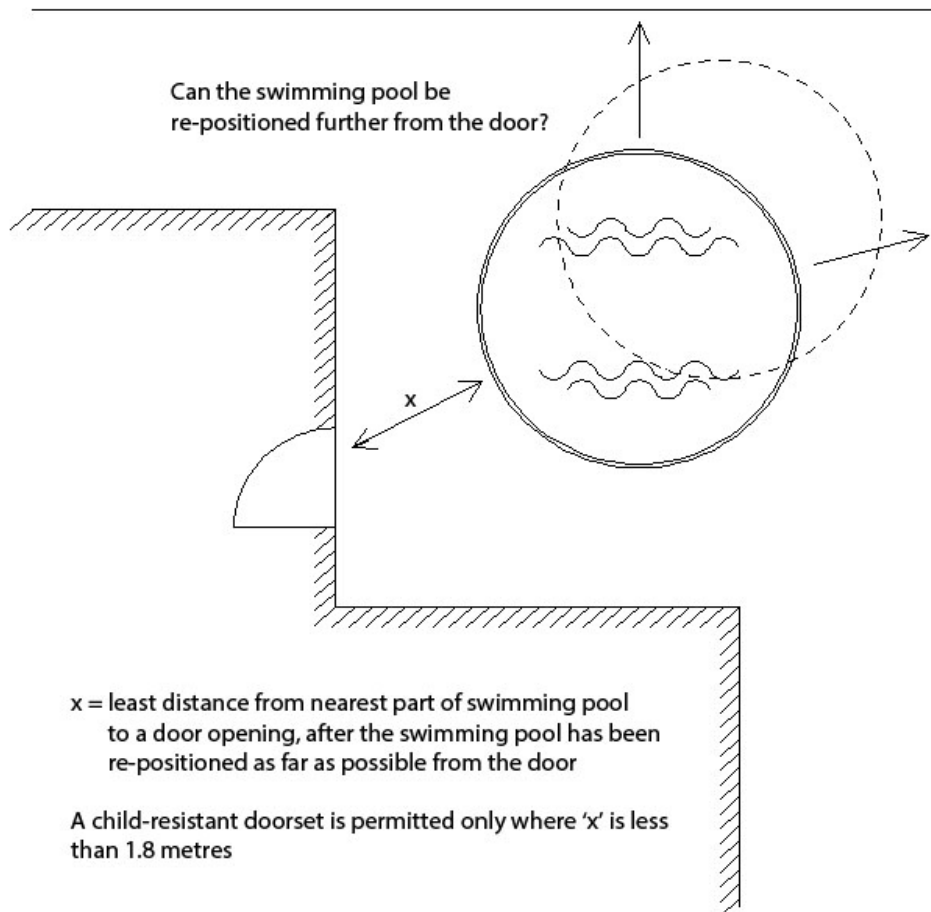 Can the swimming pool be
re-positioned further from the door?
x
x = least distance from nearest part of swimming pool
to a door opening, after the swimming pool has been
re-positioned as far as possible from the door
A child-resistant doorset is permitted only where ‘x’ is less
than 1.8 metres